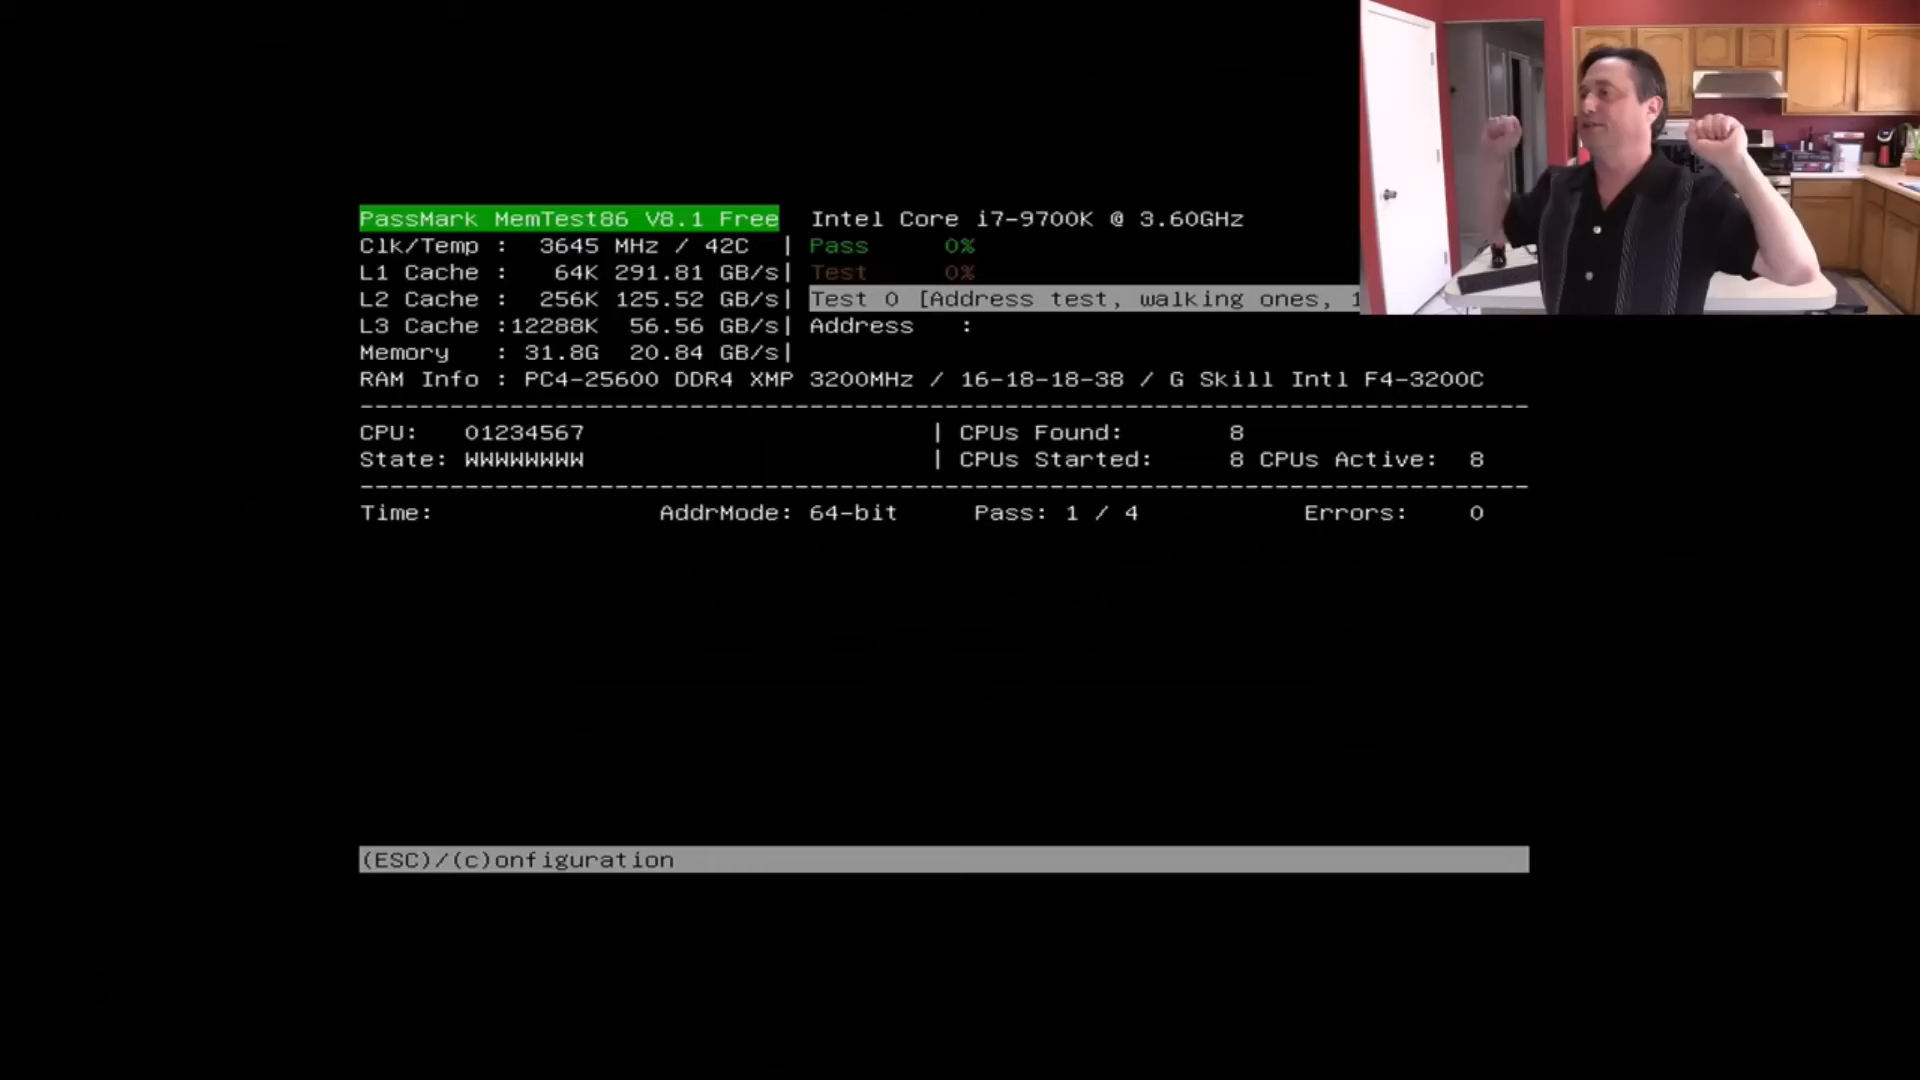 PassMark MemTest86 V8.1 Free Intel Core i7-9700K @ 3.60GHz
Clk/Temp : 3645 MHz / 42C | Pass 0%
L1 Cache : 64K 291.81 GB/s| Test 0%
L2 Cache : 256K 125.52 GB/s| Test 0 [Address test, walking ones, 1
L3 Cache :12288K 56.56 GB/s| Address :
Memory : 31.8G 20.84 GB/s|
RAM Info : PC4-25600 DDR4 XMP 3200MHz / 16-18-18-38 / G Skill Intl F4-3200C
--------------------------------------------------------------------------------
CPU: 01234567 | CPUs Found: 8
State: WWWWWWWW | CPUs Started: 8 CPUs Active: 8
--------------------------------------------------------------------------------
Time: AddrMode: 64-bit Pass: 1 / 4 Errors: 0
(ESC)/(c)onfiguration